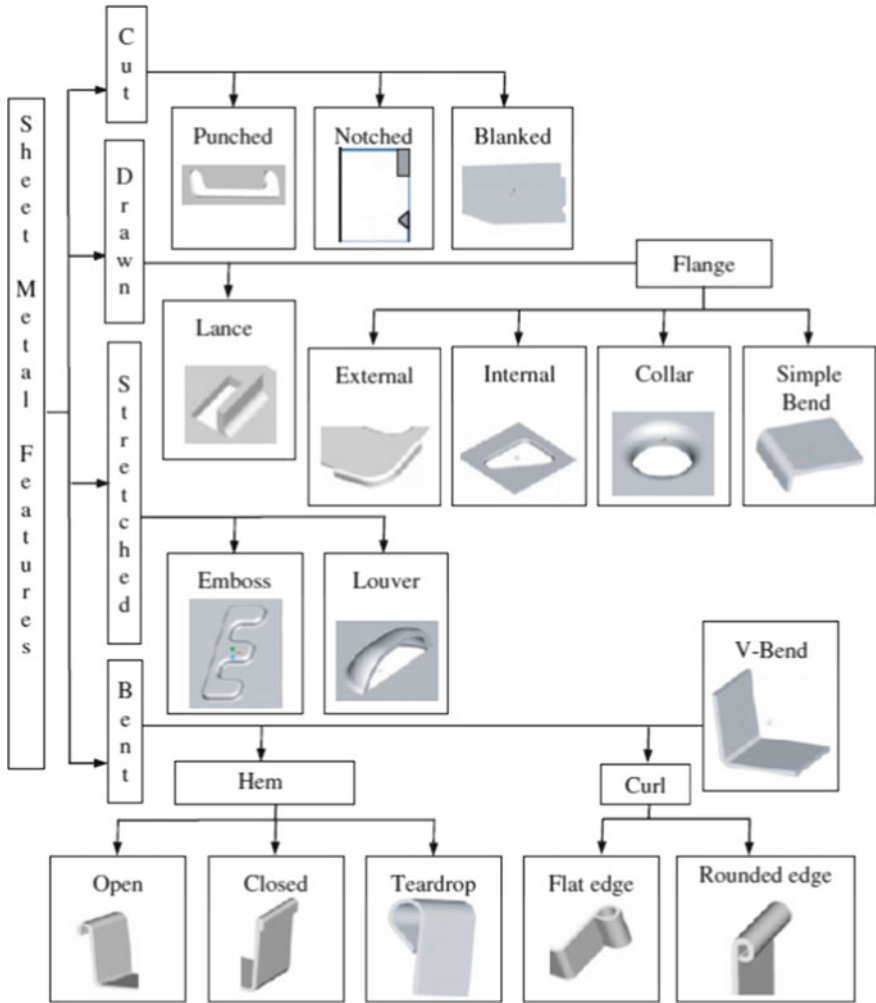 Sheet Metal Features
Cut
Punched
Notched
Blanked
Drawn
Flange
Lance
External
Internal
Collar
Simple
Bend
Stretched
Emboss
Louver
V-Bend
Bent
Hem
Curl
Open
Closed
Teardrop
Flat edge
Rounded edge